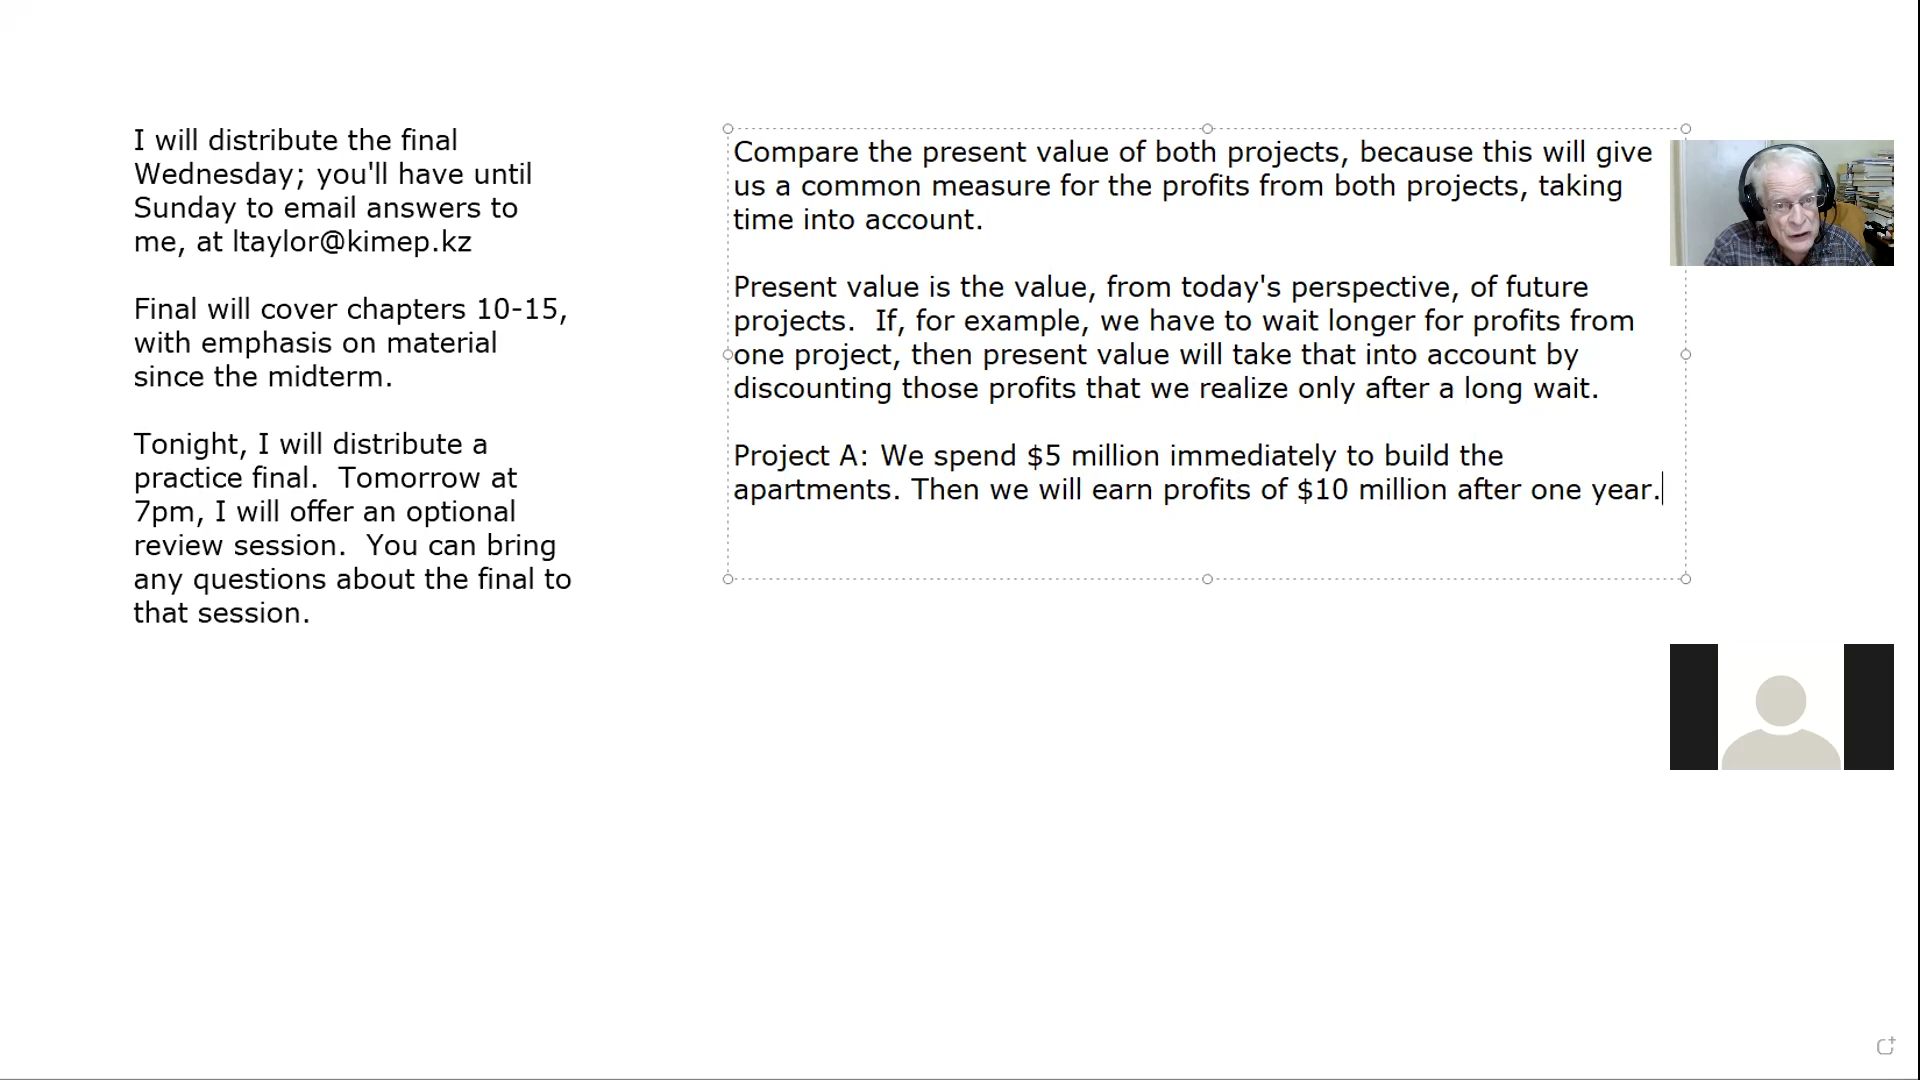 I will distribute the final
Wednesday; you'll have until
Sunday to email answers to
me, at ltaylor@kimep.kz
Final will cover chapters 10-15,
with emphasis on material
since the midterm.
Tonight, I will distribute a
practice final.  Tomorrow at
7pm, I will offer an optional
review session.  You can bring
any questions about the final to
that session.
Compare the present value of both projects, because this will give
us a common measure for the profits from both projects, taking
time into account.
Present value is the value, from today's perspective, of future
projects.  If, for example, we have to wait longer for profits from
one project, then present value will take that into account by
discounting those profits that we realize only after a long wait.
Project A: We spend $5 million immediately to build the
apartments. Then we will earn profits of $10 million after one year.